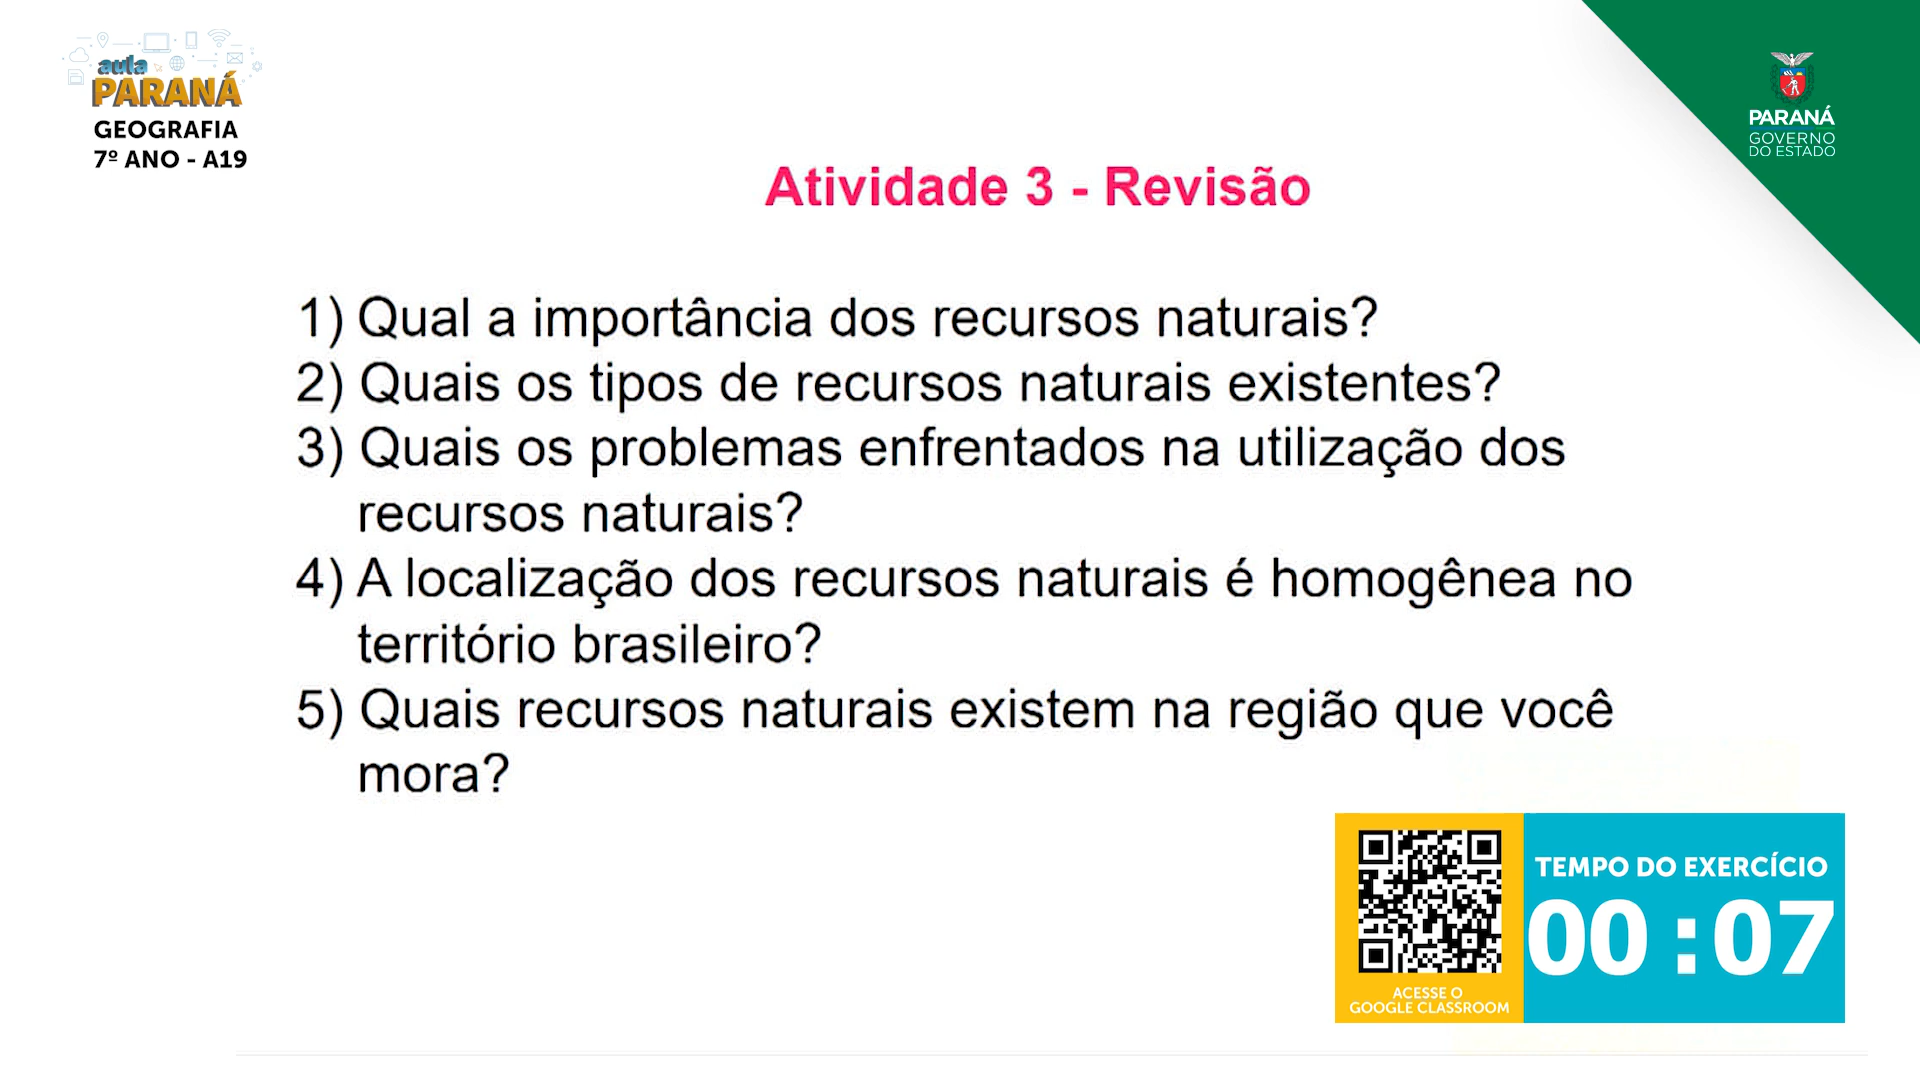 aula
PARANÁ
GEOGRAFIA
7º ANO - A19
PARANÁ
GOVERNO
DO ESTADO
Atividade 3 - Revisão
1) Qual a importância dos recursos naturais?
2) Quais os tipos de recursos naturais existentes?
3) Quais os problemas enfrentados na utilização dos
recursos naturais?
4) A localização dos recursos naturais é homogênea no
território brasileiro?
5) Quais recursos naturais existem na região que você
mora?
ACESSE O
GOOGLE CLASSROOM
TEMPO DO EXERCÍCIO
00:07